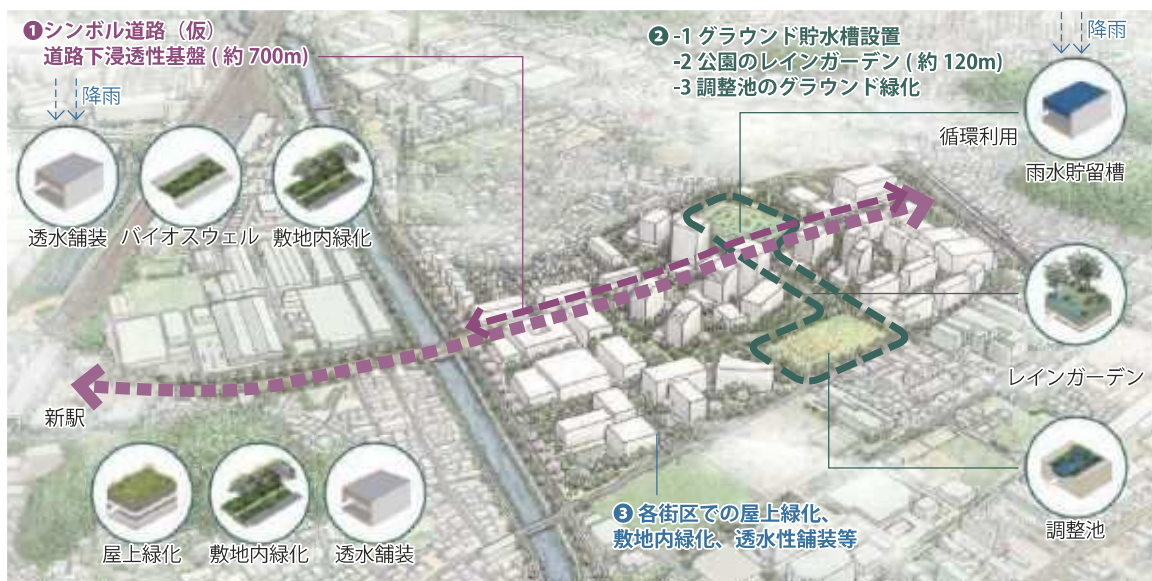 ❶シンボル道路（仮）
道路下浸透性基盤 ( 約 700m)
降雨
透水舗装
バイオスウェル
敷地内緑化
❷ -1 グラウンド貯水槽設置
-2 公園のレインガーデン ( 約 120m)
-3 調整池のグラウンド緑化
降雨
循環利用
雨水貯留槽
レインガーデン
調整池
新駅
屋上緑化
敷地内緑化
透水舗装
❸ 各街区での屋上緑化、
敷地内緑化、透水性舗装等